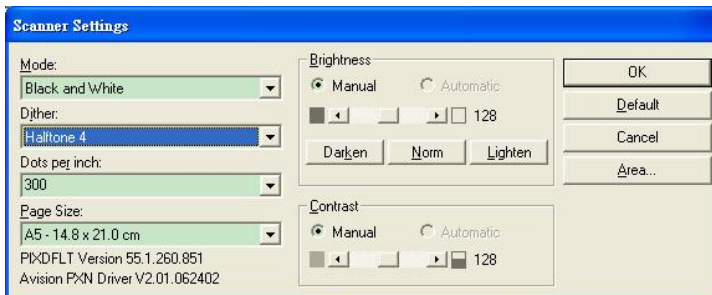 Scanner Settings
Mode:
Black and White
Dither:
Halftone 4
Dots per inch:
300
Page Size:
A5 - 14.8 x 21.0 cm
PIXDFLT Version 55.1.260.851
Avision PXN Driver V2.01.062402
Brightness
Manual Automatic
128
Darken Norm Lighten
Contrast
Manual Automatic
128
OK
Default
Cancel
Area...